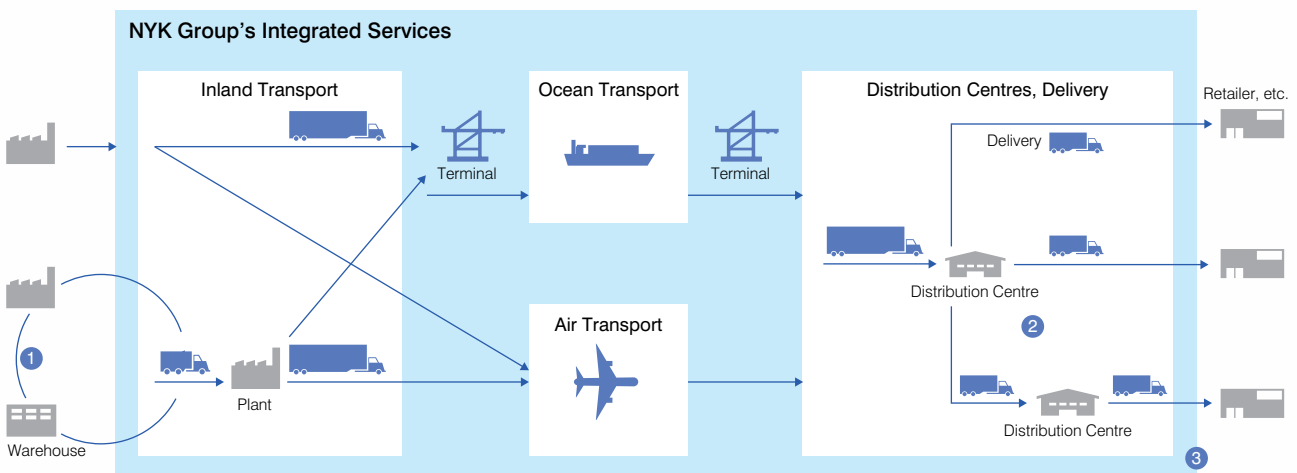 NYK Group's Integrated Services
Inland Transport
Ocean Transport
Distribution Centres, Delivery
Retailer, etc.
Delivery
Terminal
Terminal
Distribution Centre
2
Air Transport
1
Plant
Distribution Centre
Warehouse
3